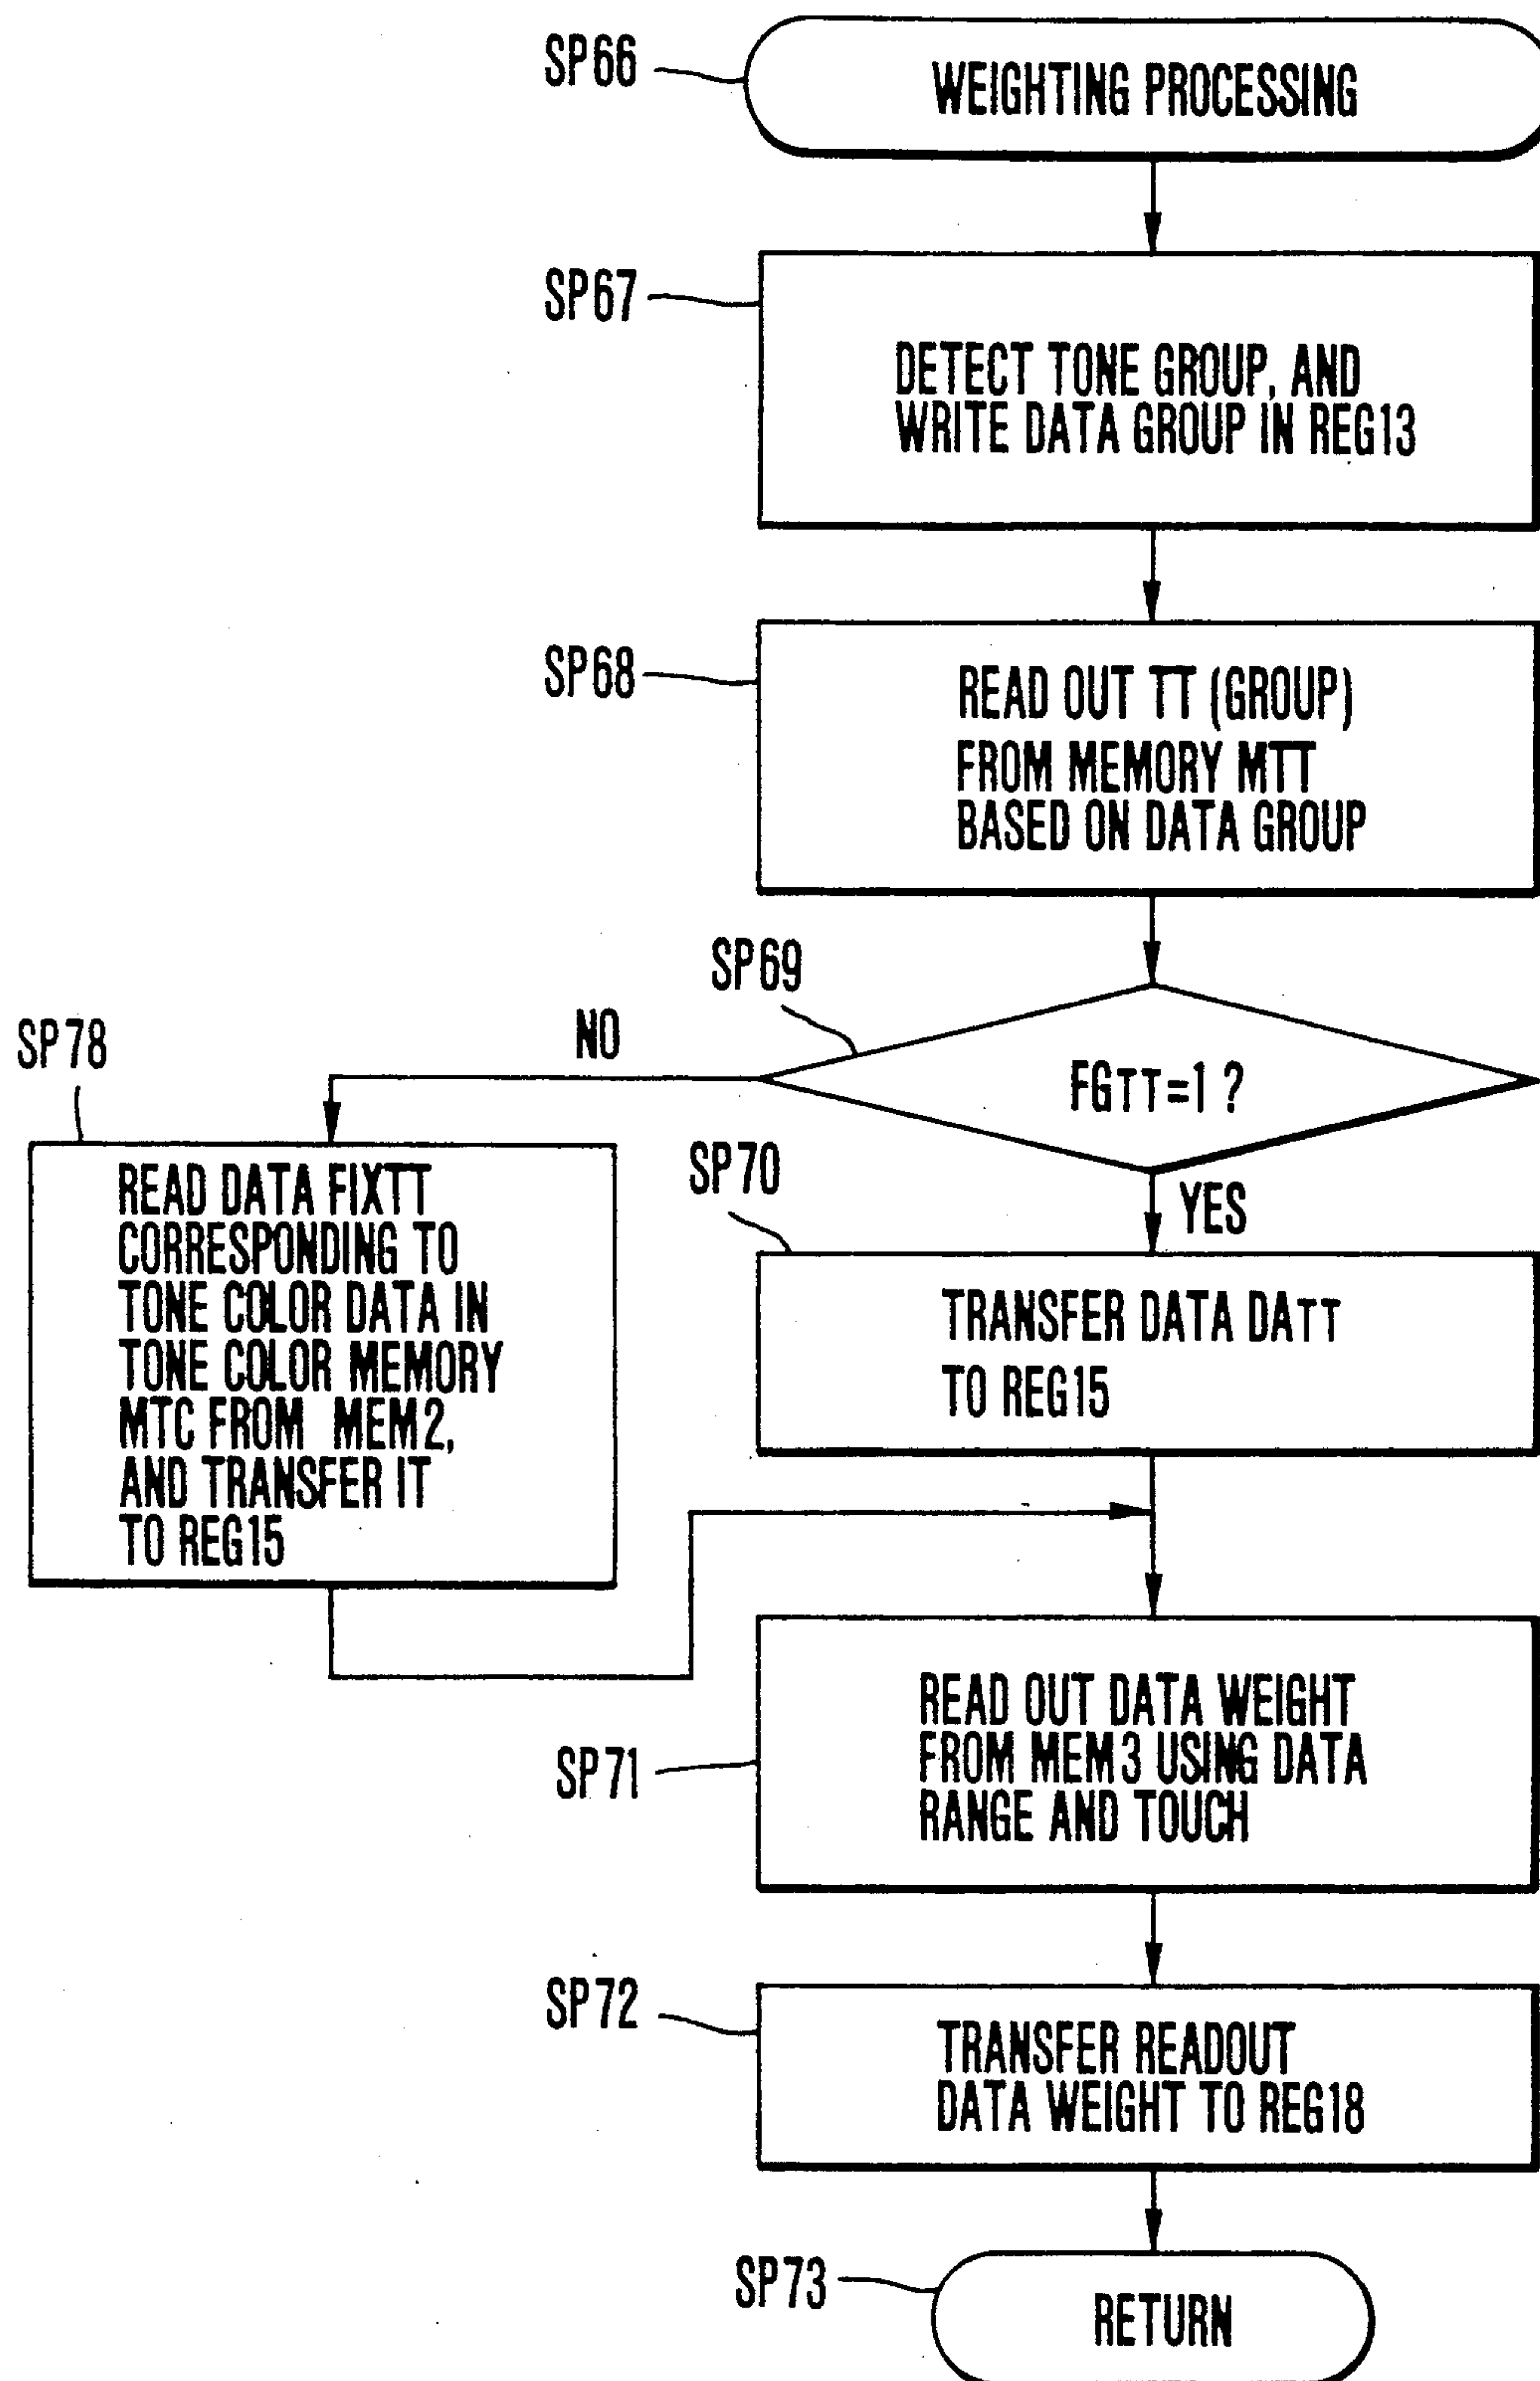 SP66
WEIGHTING PROCESSING
SP67
DETECT TONE GROUP, AND
WRITE DATA GROUP IN REG13
SP68
READ OUT TT (GROUP)
FROM MEMORY MTT
BASED ON DATA GROUP
SP69
FGTT=1?
NO
YES
SP78
READ DATA FIXTT
CORRESPONDING TO
TONE COLOR DATA IN
TONE COLOR MEMORY
MTC FROM MEM2,
AND TRANSFER IT
TO REG15
SP70
TRANSFER DATA DATT
TO REG15
SP71
READ OUT DATA WEIGHT
FROM MEM3 USING DATA
RANGE AND TOUCH
SP72
TRANSFER READOUT
DATA WEIGHT TO REG18
SP73
RETURN